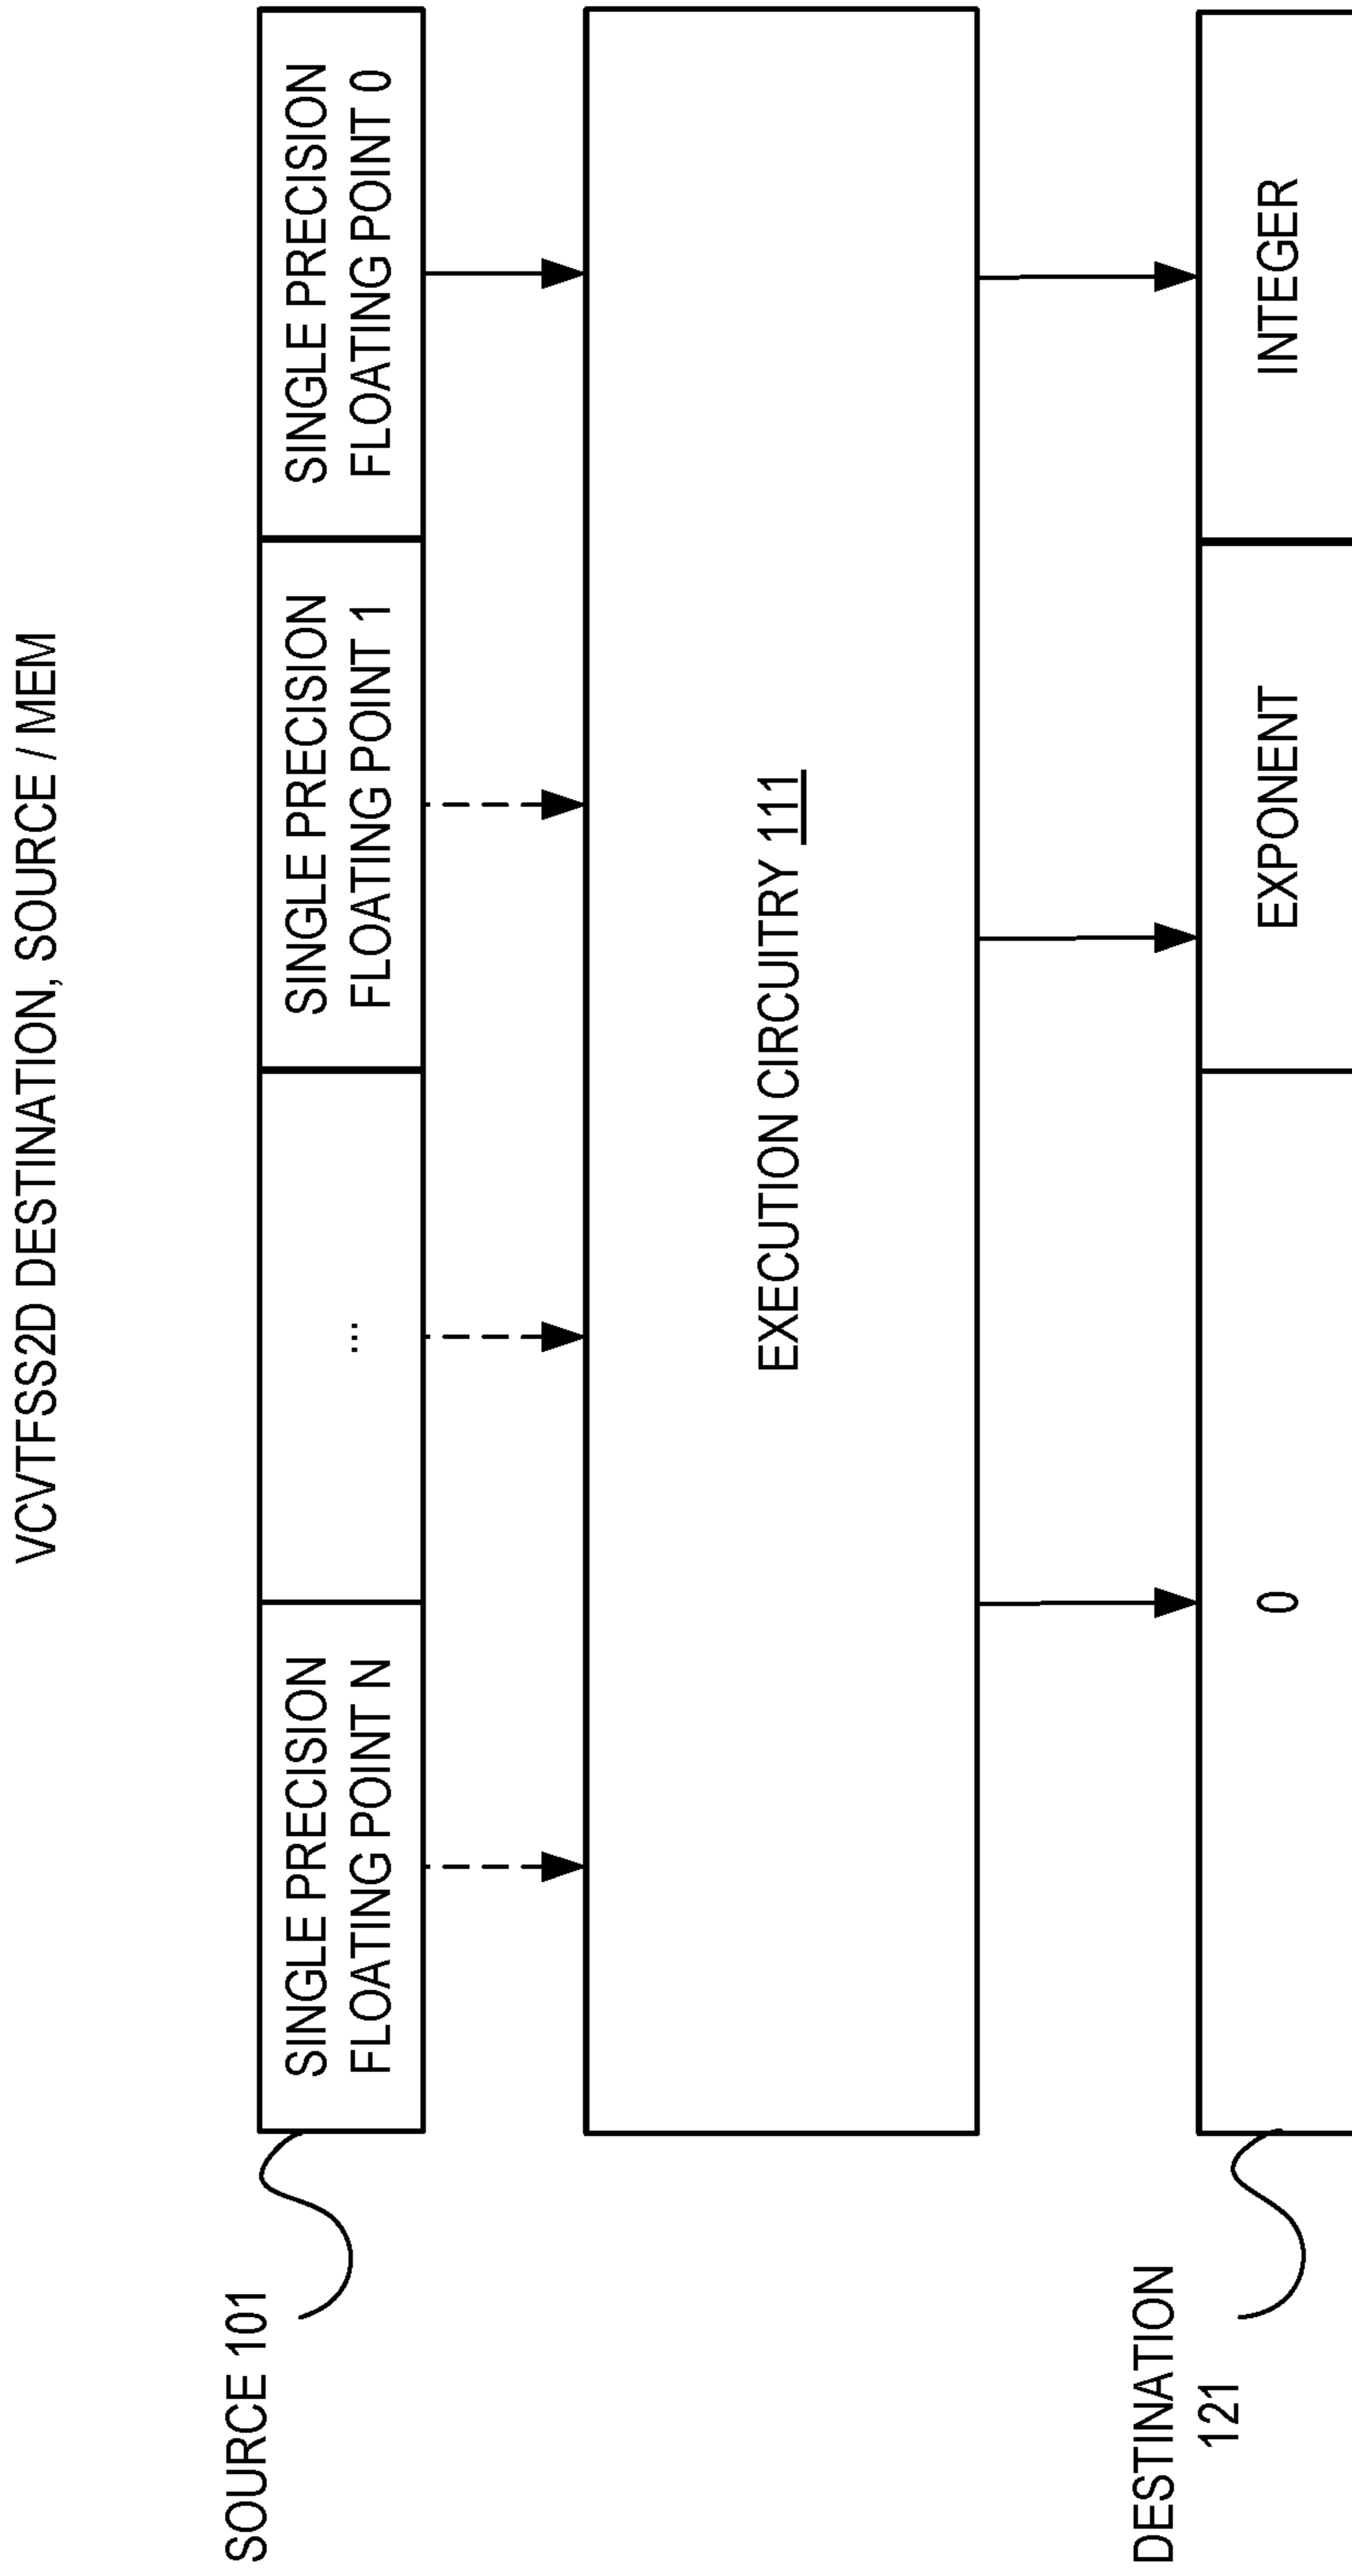 VCVTFSS2D DESTINATION, SOURCE / MEM
SOURCE 101
SINGLE PRECISION
FLOATING POINT N
...
SINGLE PRECISION
FLOATING POINT 1
SINGLE PRECISION
FLOATING POINT 0
EXECUTION CIRCUITRY 111
DESTINATION
121
0
EXPONENT
INTEGER